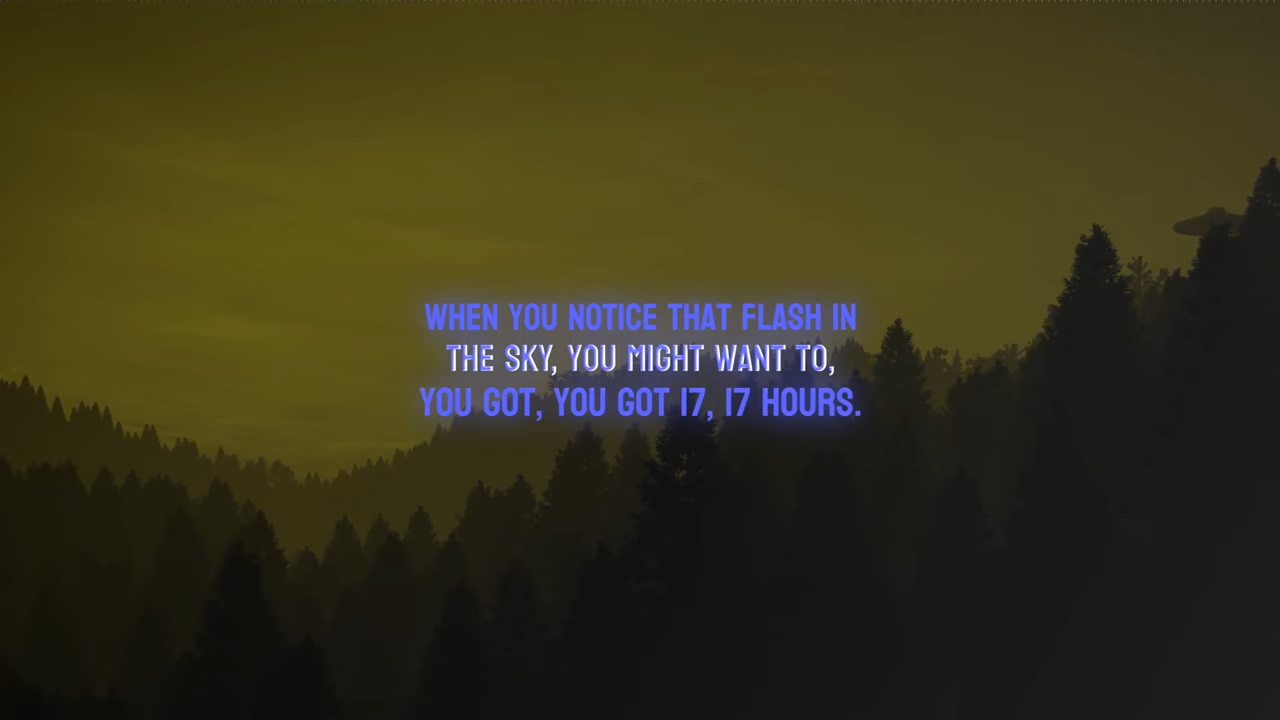 WHEN YOU NOTICE THAT FLASH IN
THE SKY, YOU MIGHT WANT TO,
YOU GOT, YOU GOT 17, 17 HOURS.